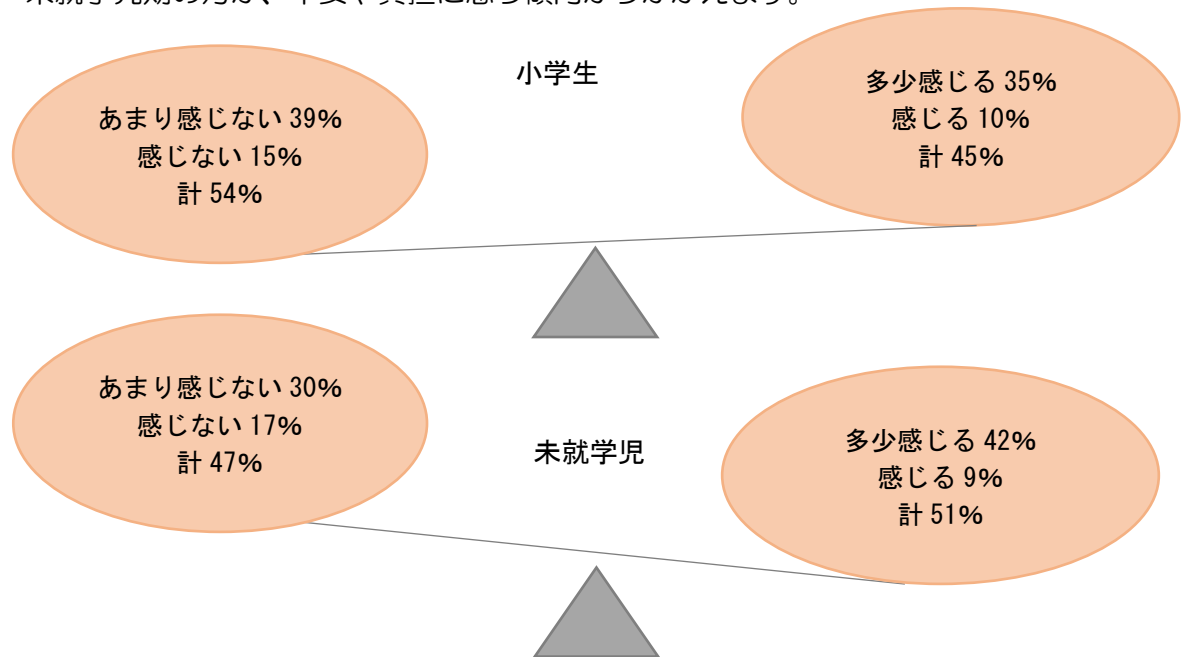 小学生
あまり感じない 39%
感じない 15%
計 54%
多少感じる 35%
感じる 10%
計 45%
あまり感じない 30%
感じない 17%
計 47%
未就学児
多少感じる 42%
感じる 9%
計 51%